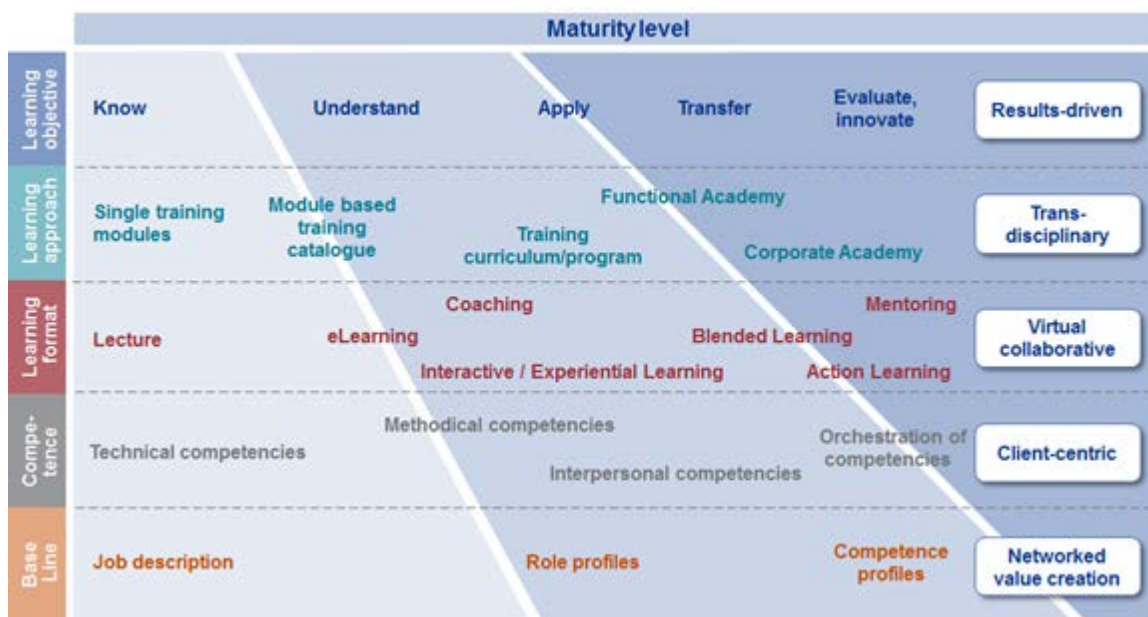 Maturity level
Learning
objective
Know
Understand
Apply
Transfer
Evaluate,
innovate
Results-driven
Learning
approach
Single training
modules
Module based
training
catalogue
Training
curriculum/program
Functional Academy
Corporate Academy
Trans-
disciplinary
Learning
format
Lecture
eLearning
Coaching
Interactive / Experiential Learning
Blended Learning
Mentoring
Action Learning
Virtual
collaborative
Compe-
tence
Technical competencies
Methodical competencies
Interpersonal competencies
Orchestration of
competencies
Client-centric
Base
Line
Job description
Role profiles
Competence
profiles
Networked
value creation